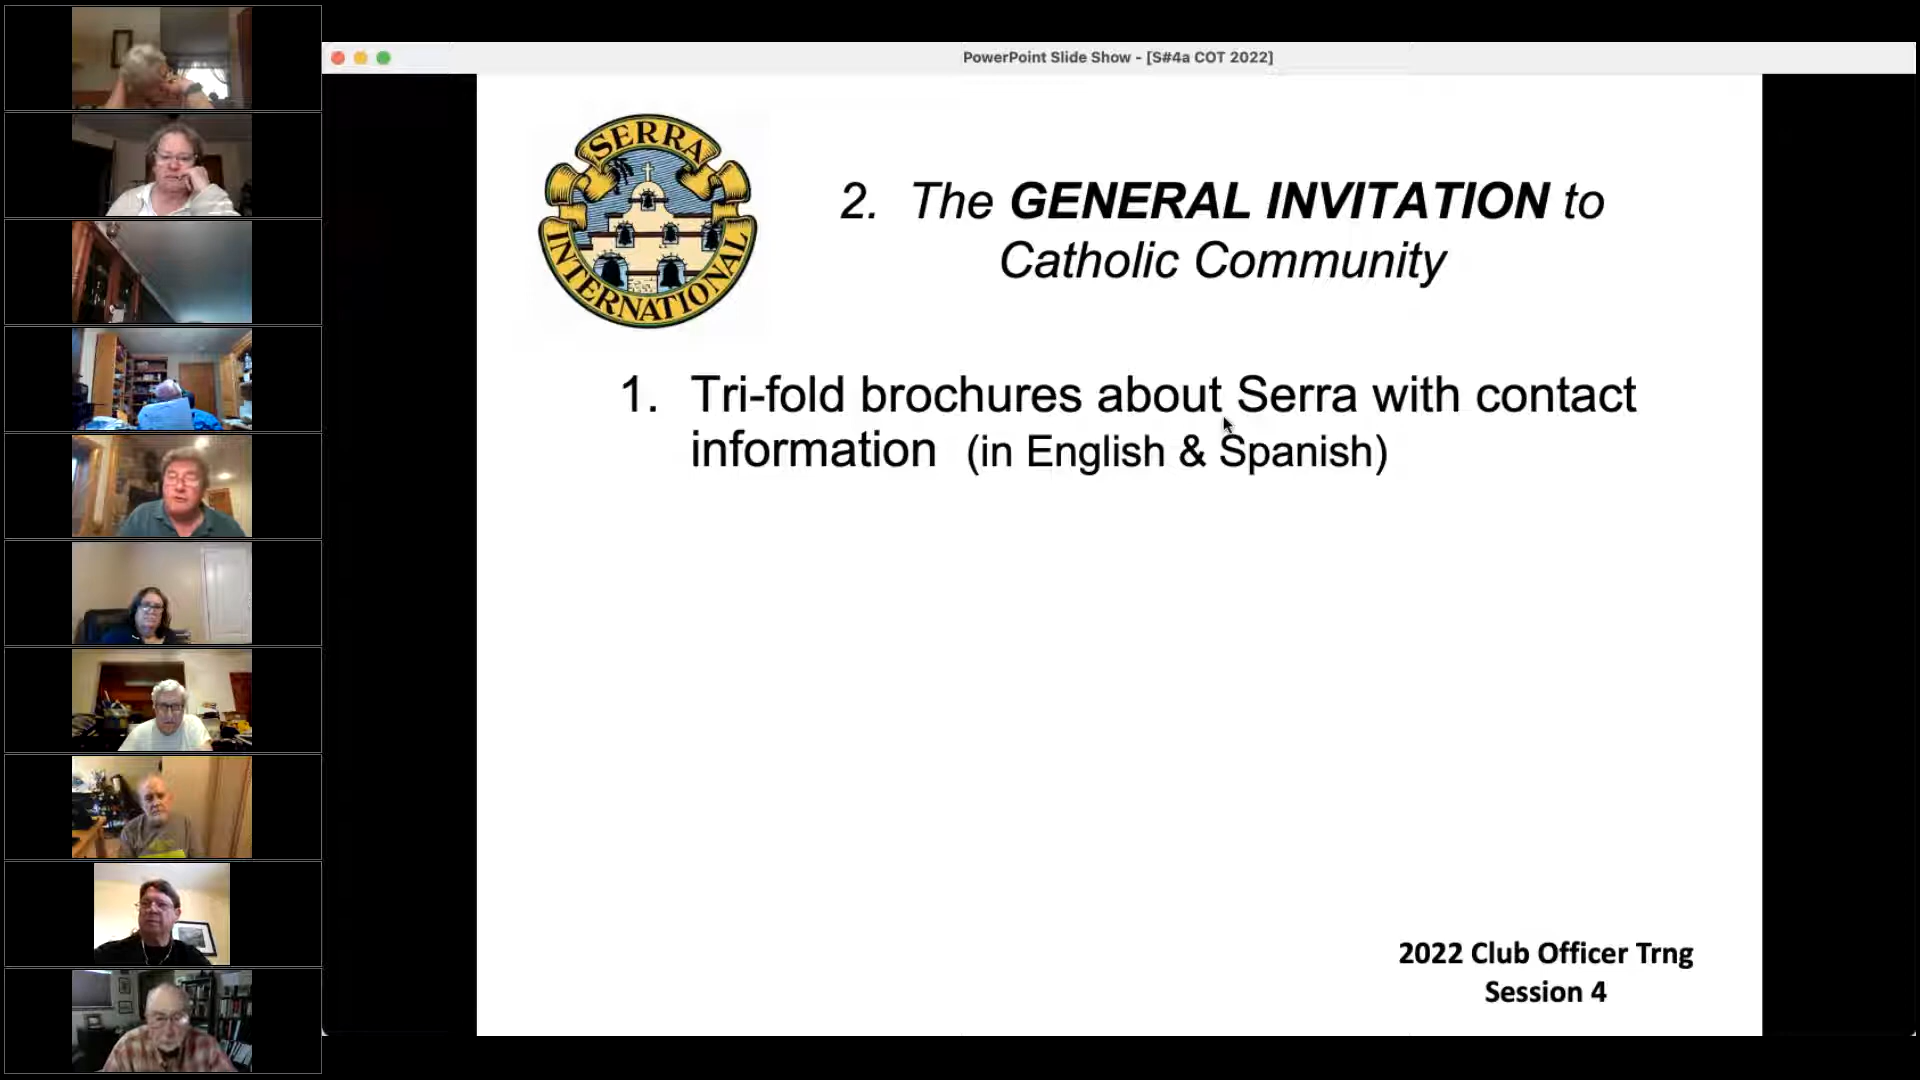 PowerPoint Slide Show - [S#4a COT 2022]
SERRA
INTERNATIONAL
2. The GENERAL INVITATION to
Catholic Community
1. Tri-fold brochures about Serra with contact
information (in English & Spanish)
2022 Club Officer Trng
Session 4